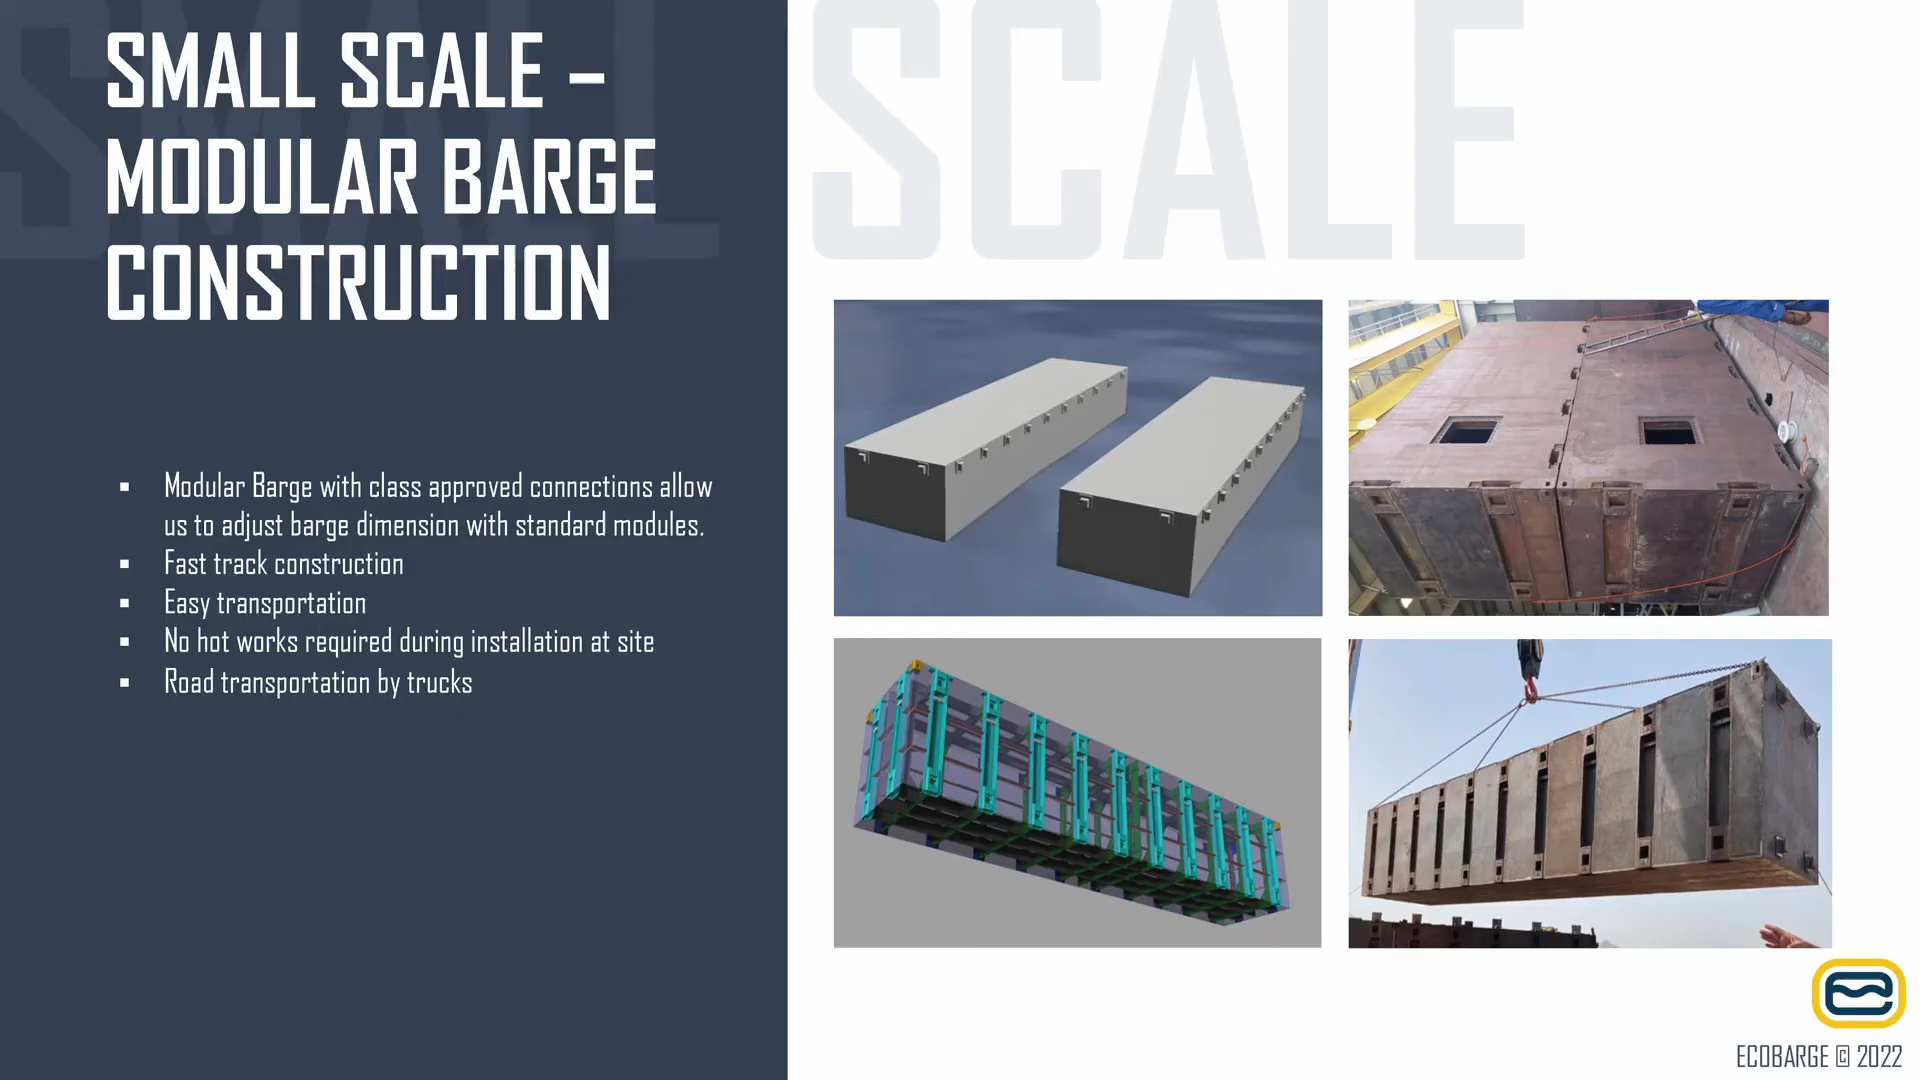 SMALL SCALE
SMALL SCALE –
MODULAR BARGE
CONSTRUCTION
▪ Modular Barge with class approved connections allow
us to adjust barge dimension with standard modules.
▪ Fast track construction
▪ Easy transportation
▪ No hot works required during installation at site
▪ Road transportation by trucks
ECOBARGE © 2022